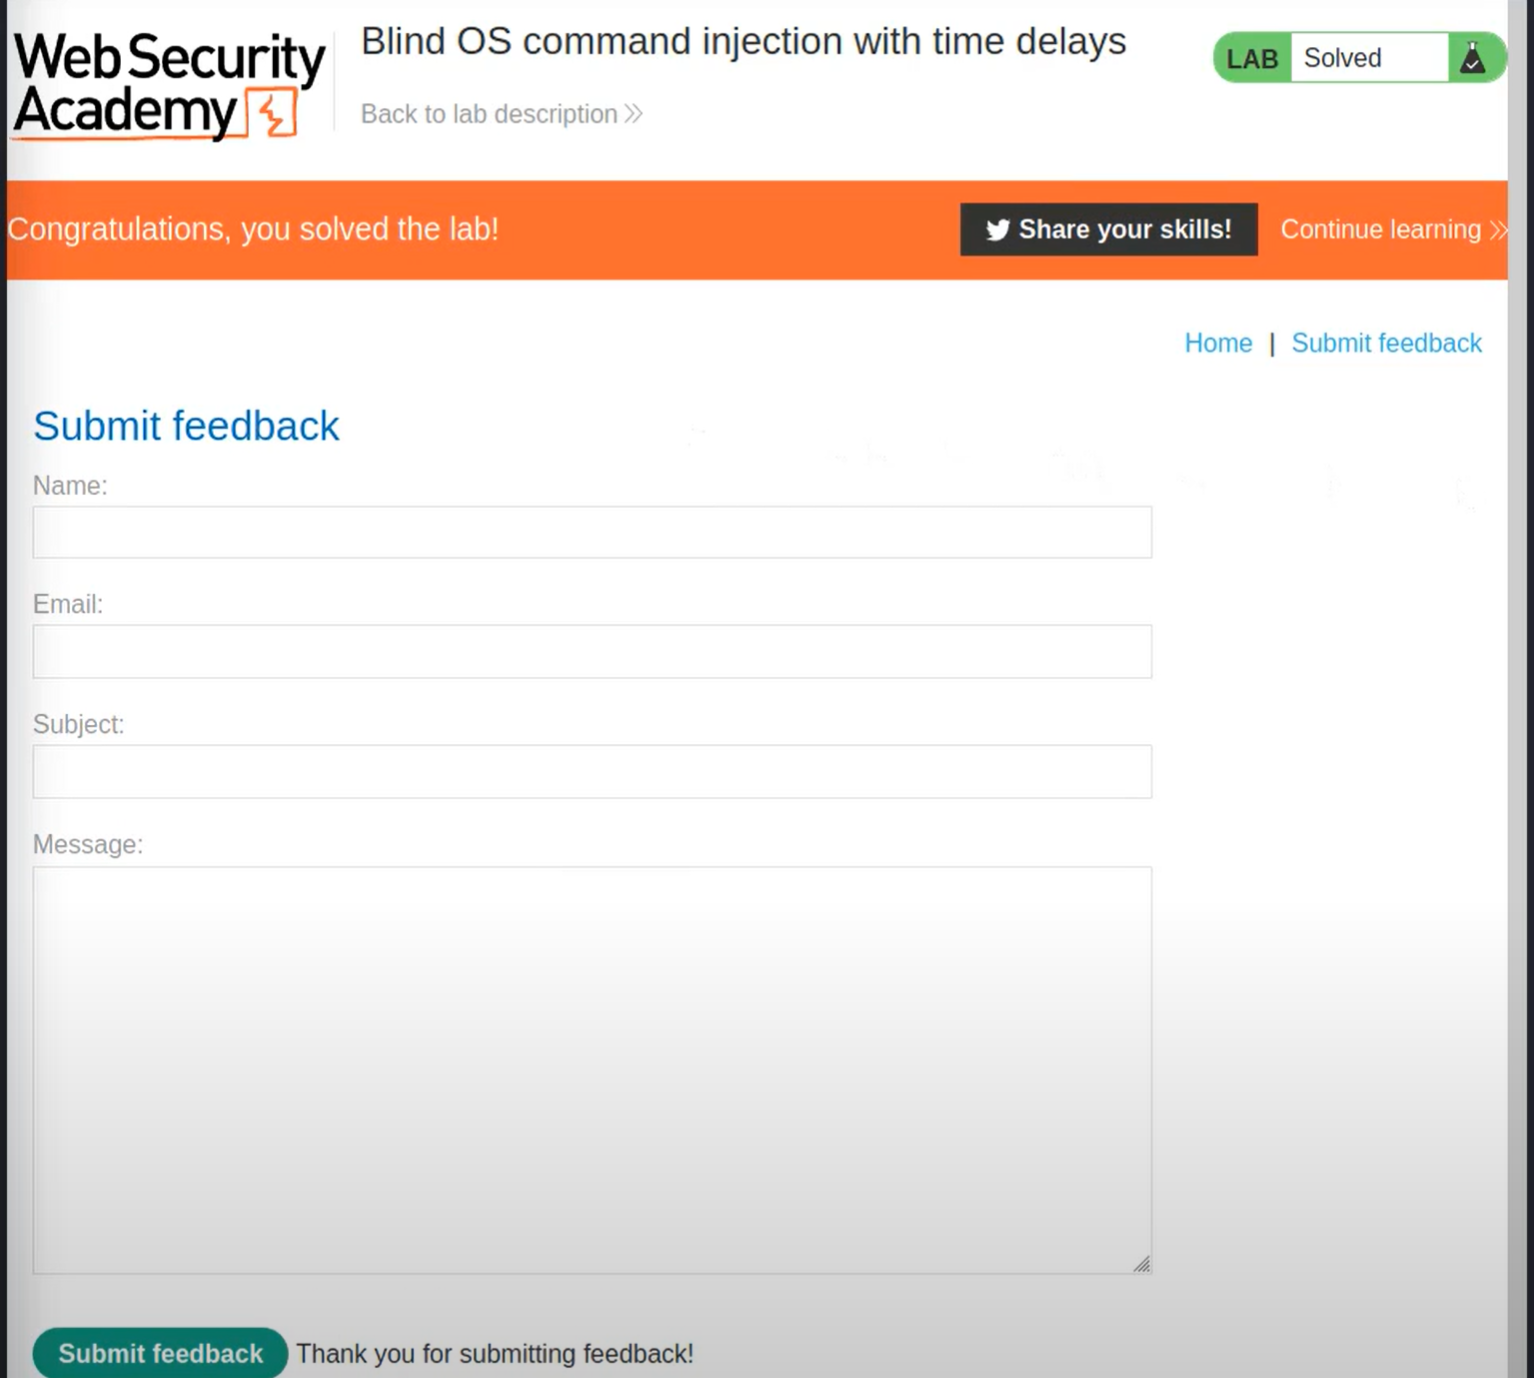 Web Security Academy
Blind OS command injection with time delays
Back to lab description
LAB Solved
Congratulations, you solved the lab!
Share your skills!
Continue learning
Home | Submit feedback
Submit feedback
Name:
Email:
Subject:
Message:
Submit feedback
Thank you for submitting feedback!